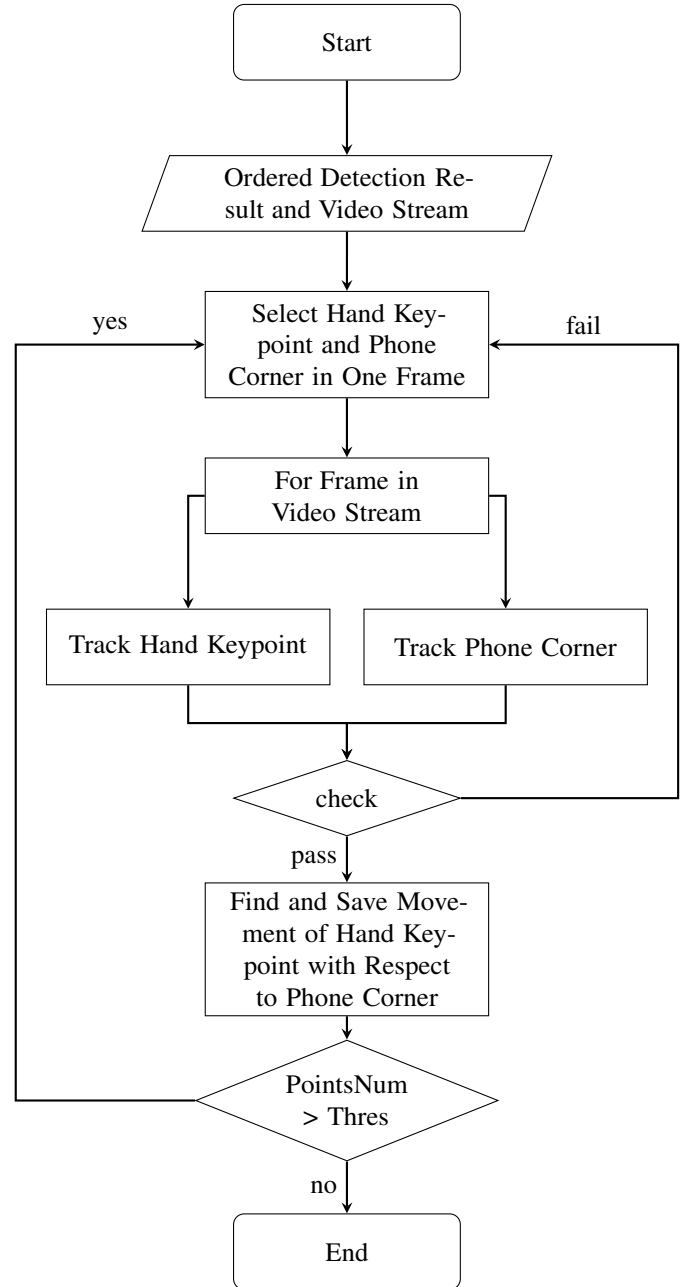 Start
Ordered Detection Re-
sult and Video Stream
yes
Select Hand Key-
point and Phone
Corner in One Frame
fail
For Frame in
Video Stream
Track Hand Keypoint
Track Phone Corner
check
pass
Find and Save Move-
ment of Hand Key-
point with Respect
to Phone Corner
PointsNum
> Thres
no
End